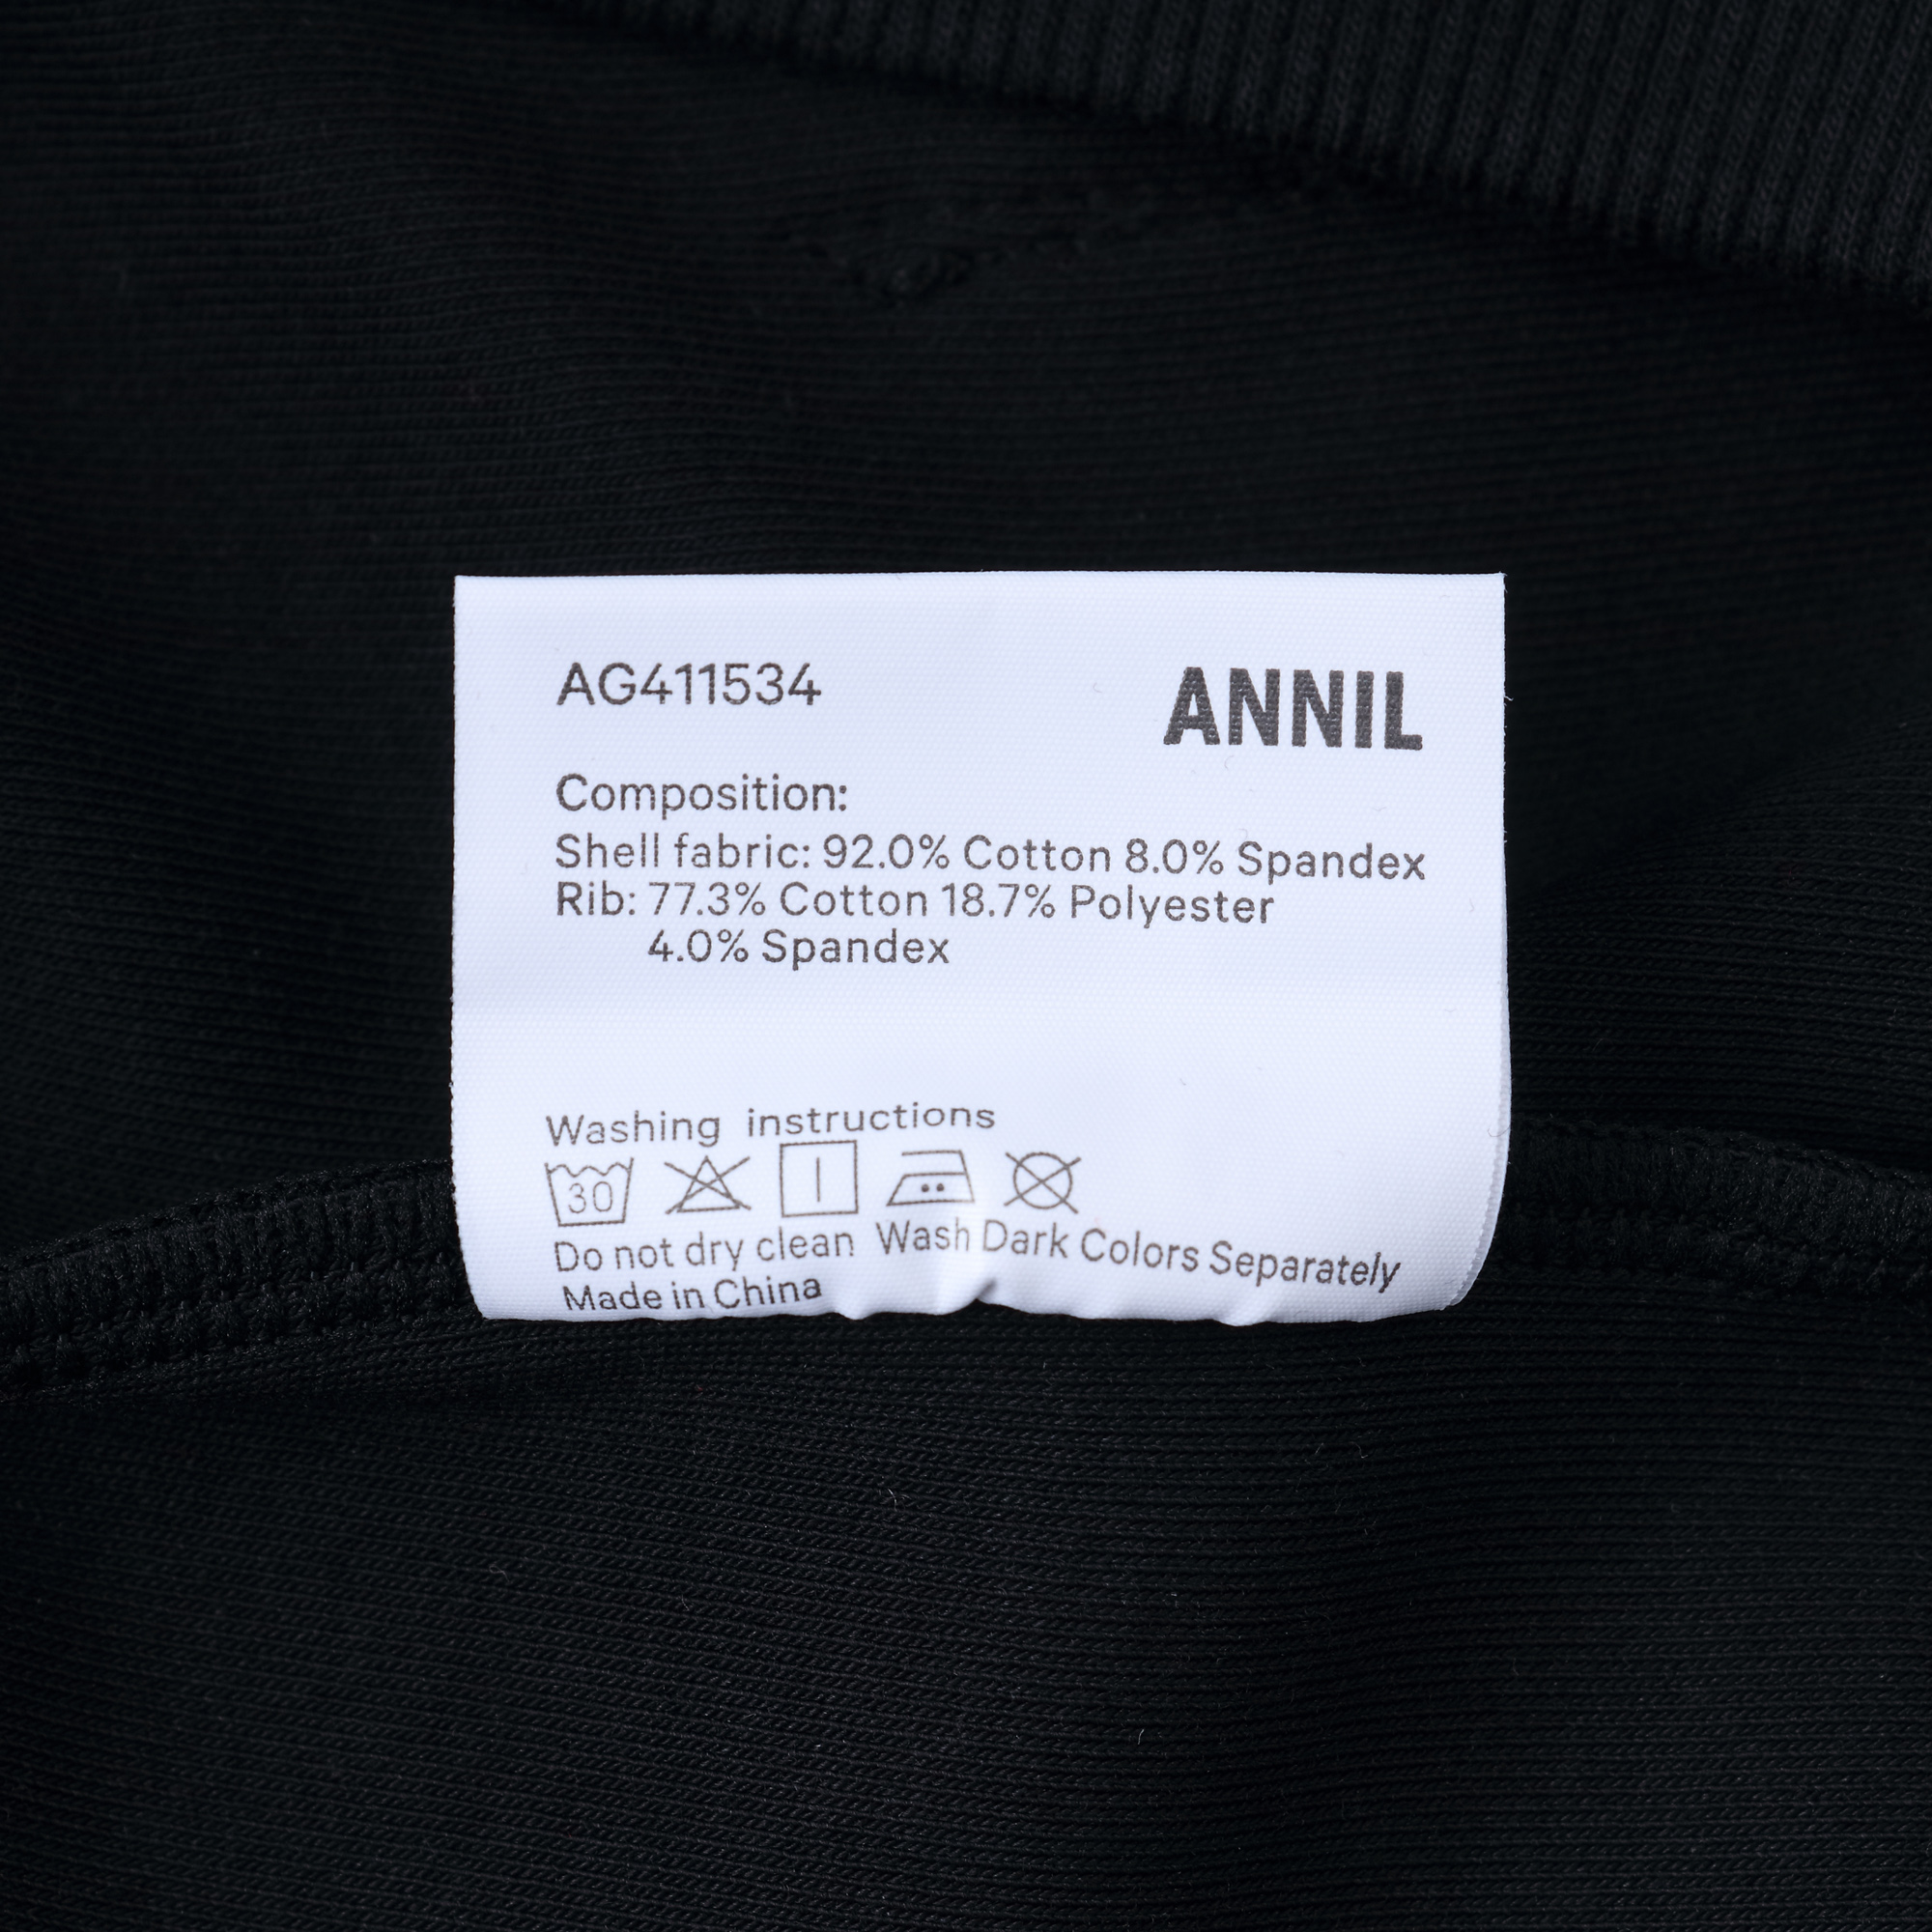 AG411534
ANNIL
Composition:
Shell fabric: 92.0% Cotton 8.0% Spandex
Rib: 77.3% Cotton 18.7% Polyester
4.0% Spandex
Washing instructions
30
Do not dry clean Wash Dark Colors Separately
Made in China